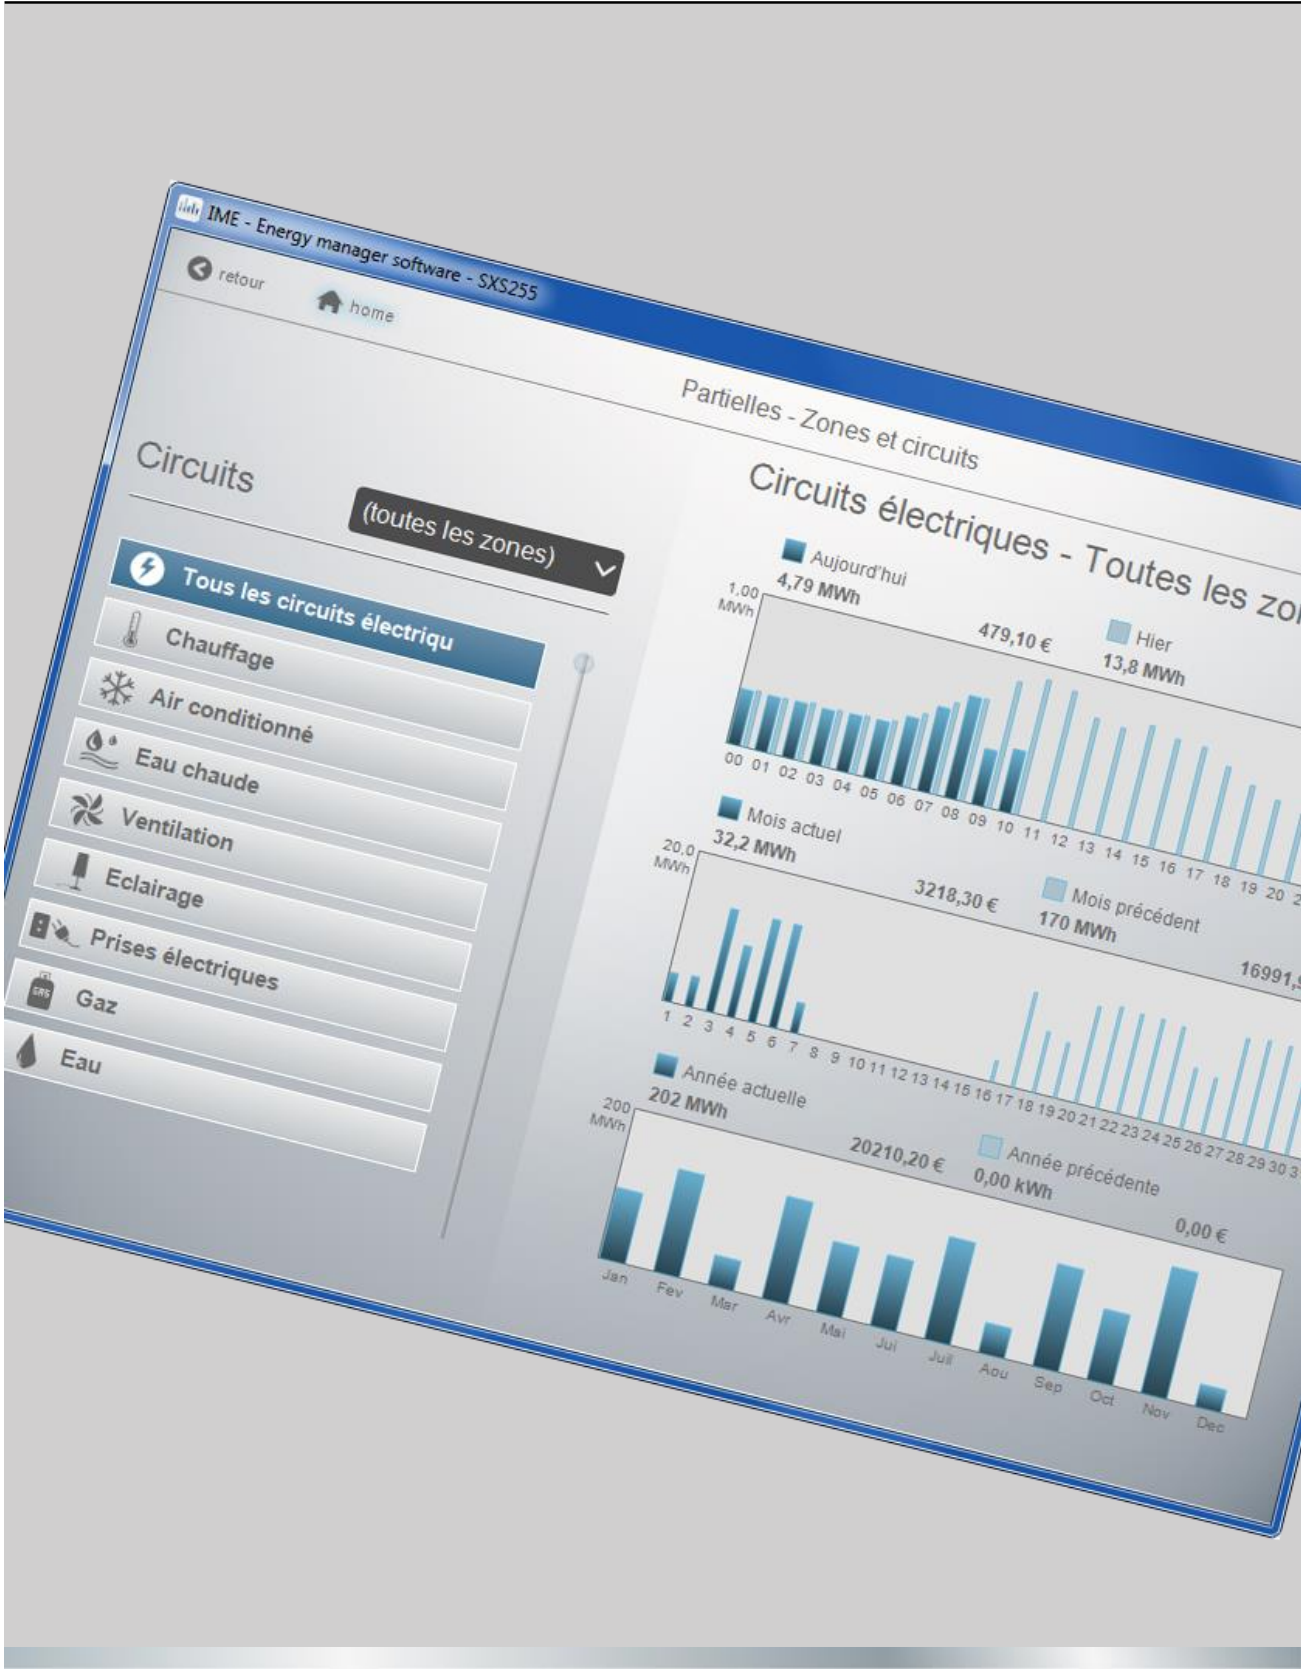 IME - Energy manager software - SXS255
retour
home
Partielles - Zones et circuits
Circuits
(toutes les zones)
Tous les circuits électriqu
Chauffage
Air conditionné
Eau chaude
Ventilation
Eclairage
Prises électriques
GAS
Gaz
Eau
Circuits électriques - Toutes les zo
Aujourd'hui
4,79 MWh
479,10 €
Hier
13,8 MWh
1.00
MWh
00 01 02 03 04 05 06 07 08 09 10 11 12 13 14 15 16 17 18 19 20 2
Mois actuel
32,2 MWh
3218,30 €
Mois précédent
170 MWh
16991,9
20.0
MWh
1 2 3 4 5 6 7 8 9 10 11 12 13 14 15 16 17 18 19 20 21 22 23 24 25 26 27 28 29 30 3
Année actuelle
202 MWh
20210,20 €
Année précédente
0,00 kWh
0,00 €
200
MWh
Jan Fev Mar Avr Mai Jui Juil Aou Sep Oct Nov Dec